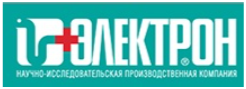 ЭЛЕКТРОН
НАУЧНО-ИССЛЕДОВАТЕЛЬСКАЯ ПРОИЗВОДСТВЕННАЯ КОМПАНИЯ